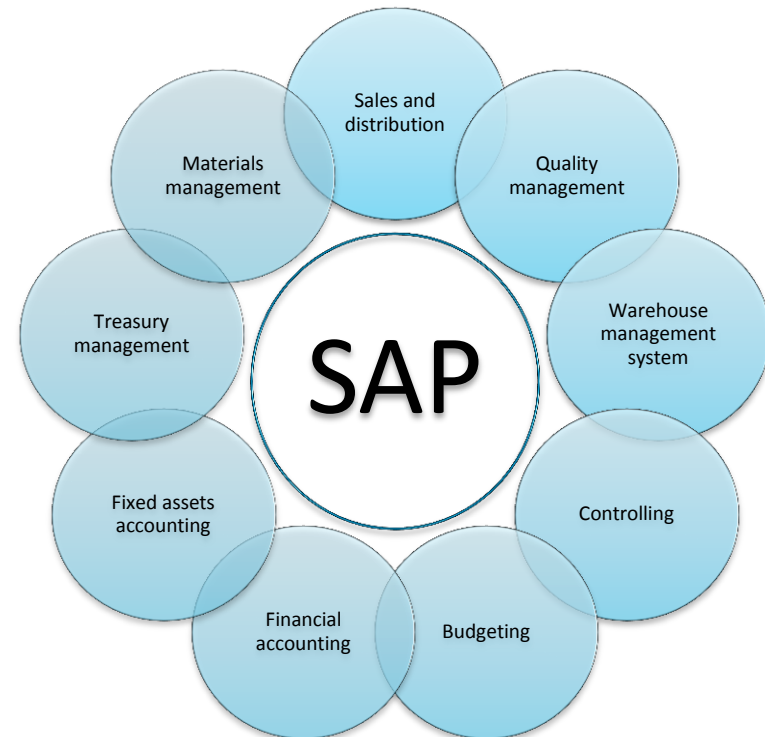 Sales and
distribution
Quality
management
Warehouse
management
system
Controlling
Budgeting
Financial
accounting
Fixed assets
accounting
Treasury
management
Materials
management
SAP